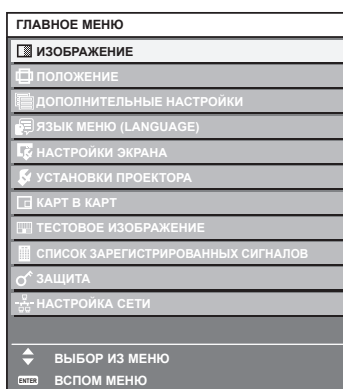 ГЛАВНОЕ МЕНЮ
ИЗОБРАЖЕНИЕ
ПОЛОЖЕНИЕ
ДОПОЛНИТЕЛЬНЫЕ НАСТРОЙКИ
ЯЗЫК МЕНЮ (LANGUAGE)
НАСТРОЙКИ ЭКРАНА
УСТАНОВКИ ПРОЕКТОРА
КАРТ В КАРТ
ТЕСТОВОЕ ИЗОБРАЖЕНИЕ
СПИСОК ЗАРЕГИСТРИРОВАННЫХ СИГНАЛОВ
ЗАЩИТА
НАСТРОЙКА СЕТИ
ВЫБОР ИЗ МЕНЮ
ENTER ВСПОМ МЕНЮ